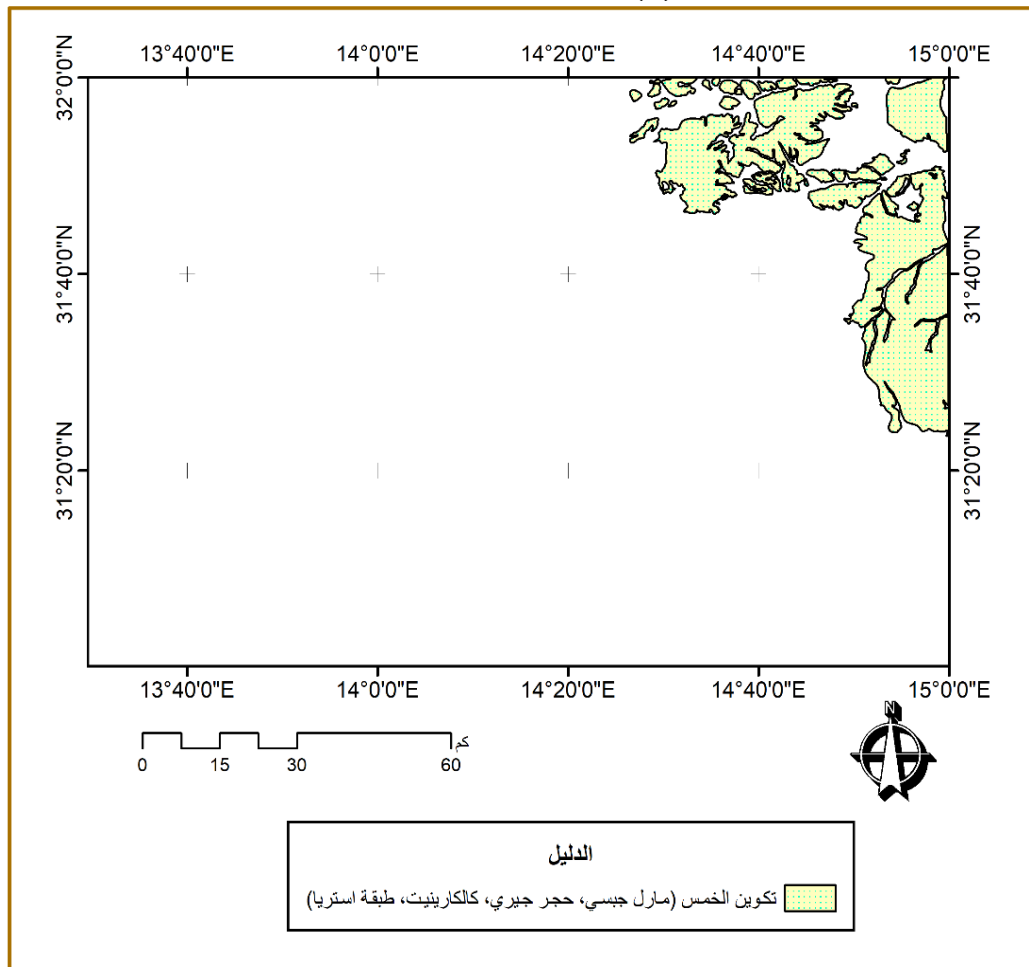 13°40'0"E 14°0'0"E 14°20'0"E 14°40'0"E 15°0'0"E
32°0'0"N 32°0'0"N
31°40'0"N 31°40'0"N
31°20'0"N 31°20'0"N
13°40'0"E 14°0'0"E 14°20'0"E 14°40'0"E 15°0'0"E
N
كم
0 15 30 60
الدليل
تكوين الخمس (مارل جبسي، حجر جيري، كالكارينيت، طبقة استريا)